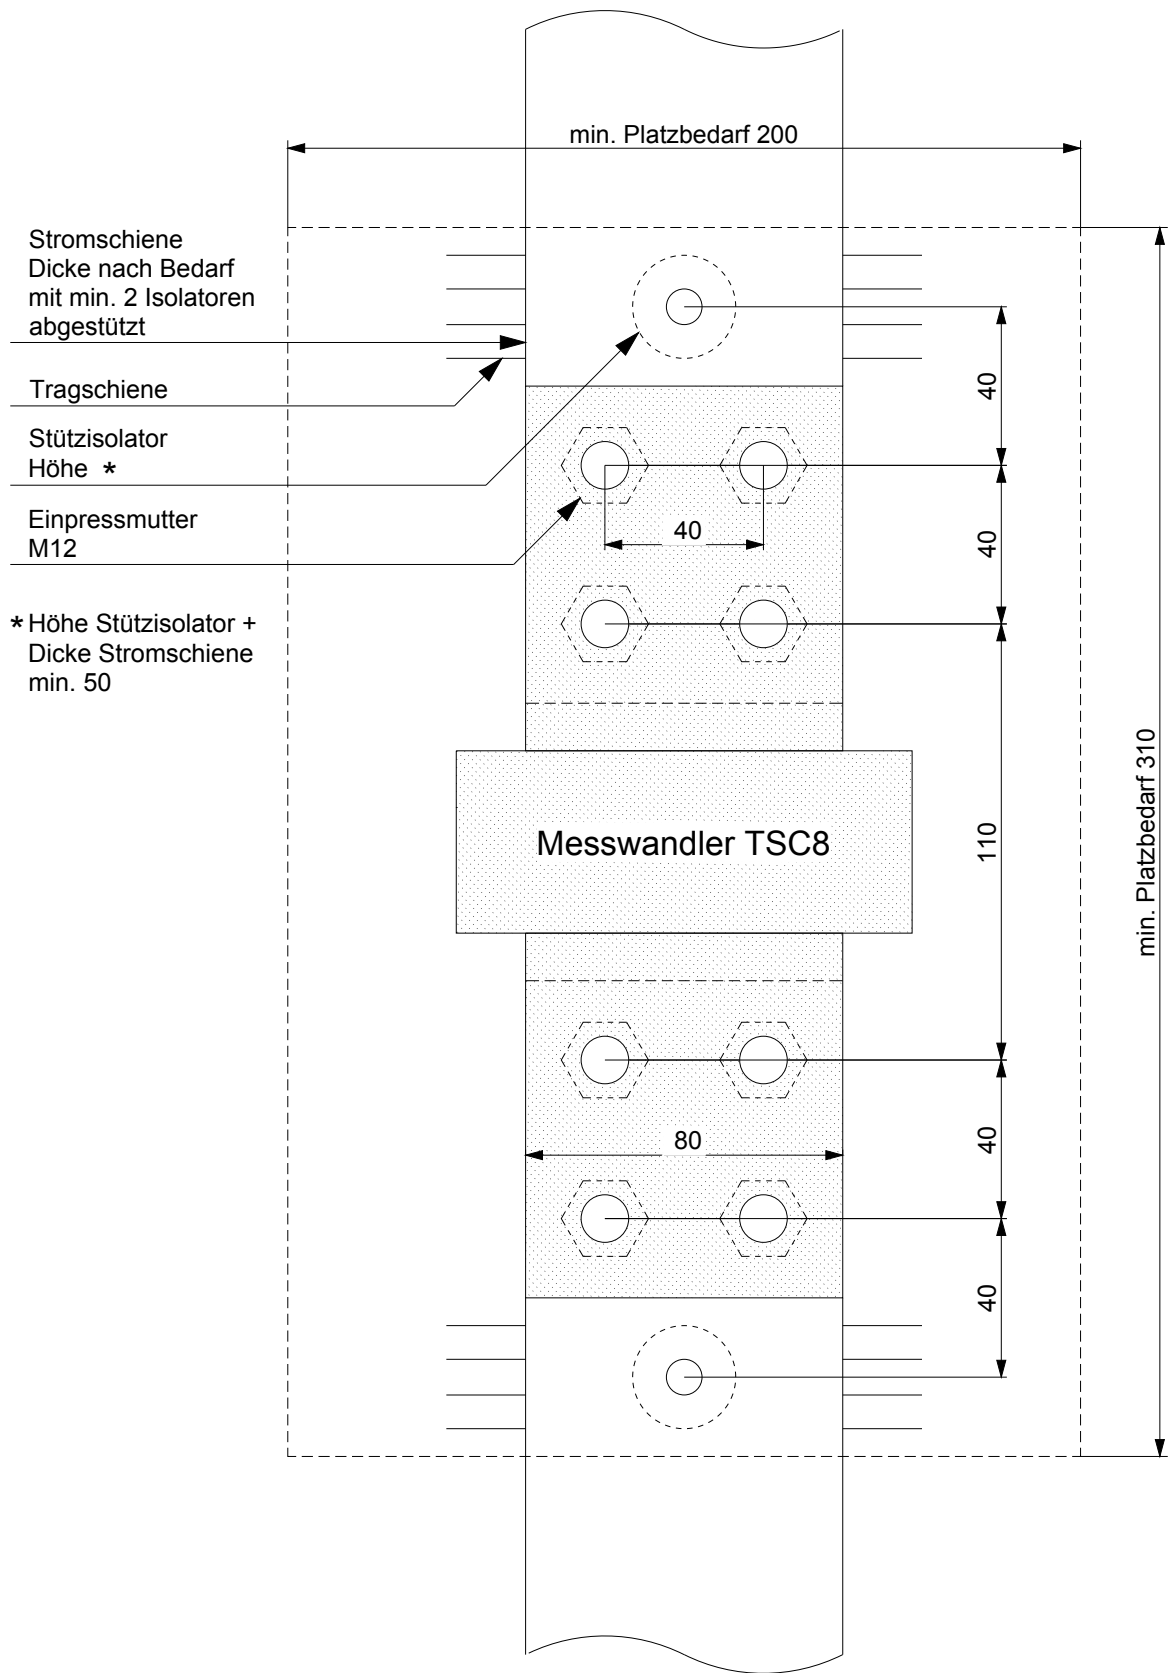 min. Platzbedarf 200
Stromschiene
Dicke nach Bedarf
mit min. 2 Isolatoren
abgestützt
Tragschiene
Stützisolator
Höhe *
Einpressmutter
M12
* Höhe Stützisolator +
Dicke Stromschiene
min. 50
40
40
40
Messwandler TSC8
110
min. Platzbedarf 310
80
40
40